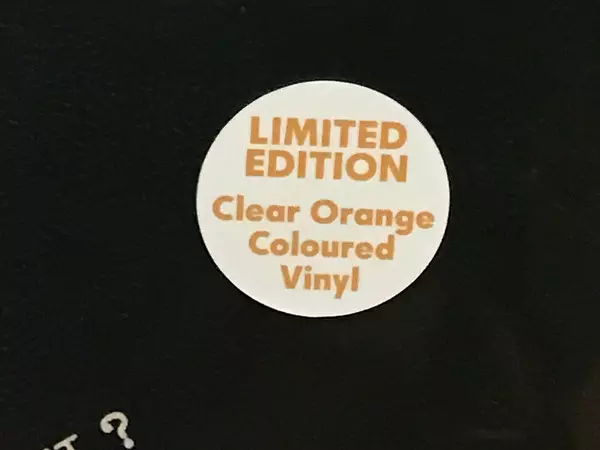 LIMITED
EDITION
Clear Orange
Coloured
Vinyl
?